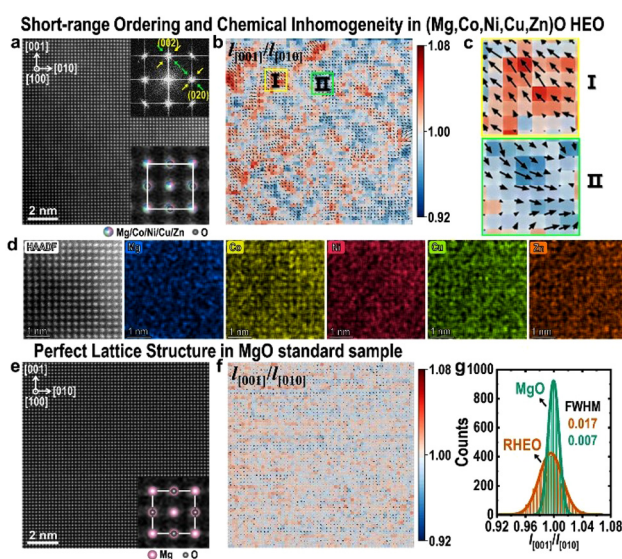 Short-range Ordering and Chemical Inhomogeneity in (Mg,Co,Ni,Cu,Zn)O HEO
a
[001]
[010]
[100]
(002)
(020)
2 nm
Mg/Co/Ni/Cu/Zn
O
b
l[001]/l[010]
I
II
1.08
1.00
0.92
c
I
II
d
HAADF
1 nm
Mg
1 nm
Co
1 nm
Ni
1 nm
Cu
1 nm
Zn
1 nm
Perfect Lattice Structure in MgO standard sample
e
[001]
[010]
[100]
2 nm
Mg
O
f
l[001]/l[010]
1.08
1.00
0.92
g
1000
800
600
400
200
0
Counts
MgO
FWHM
0.017
0.007
RHEO
0.92 0.96 1.00 1.04 1.08
l[001]/l[010]